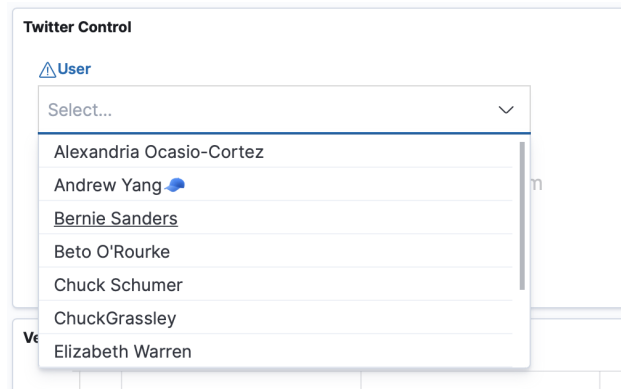 Twitter Control
User
Select...
Alexandria Ocasio-Cortez
Andrew Yang🧢
Bernie Sanders
Beto O'Rourke
Chuck Schumer
ChuckGrassley
Elizabeth Warren